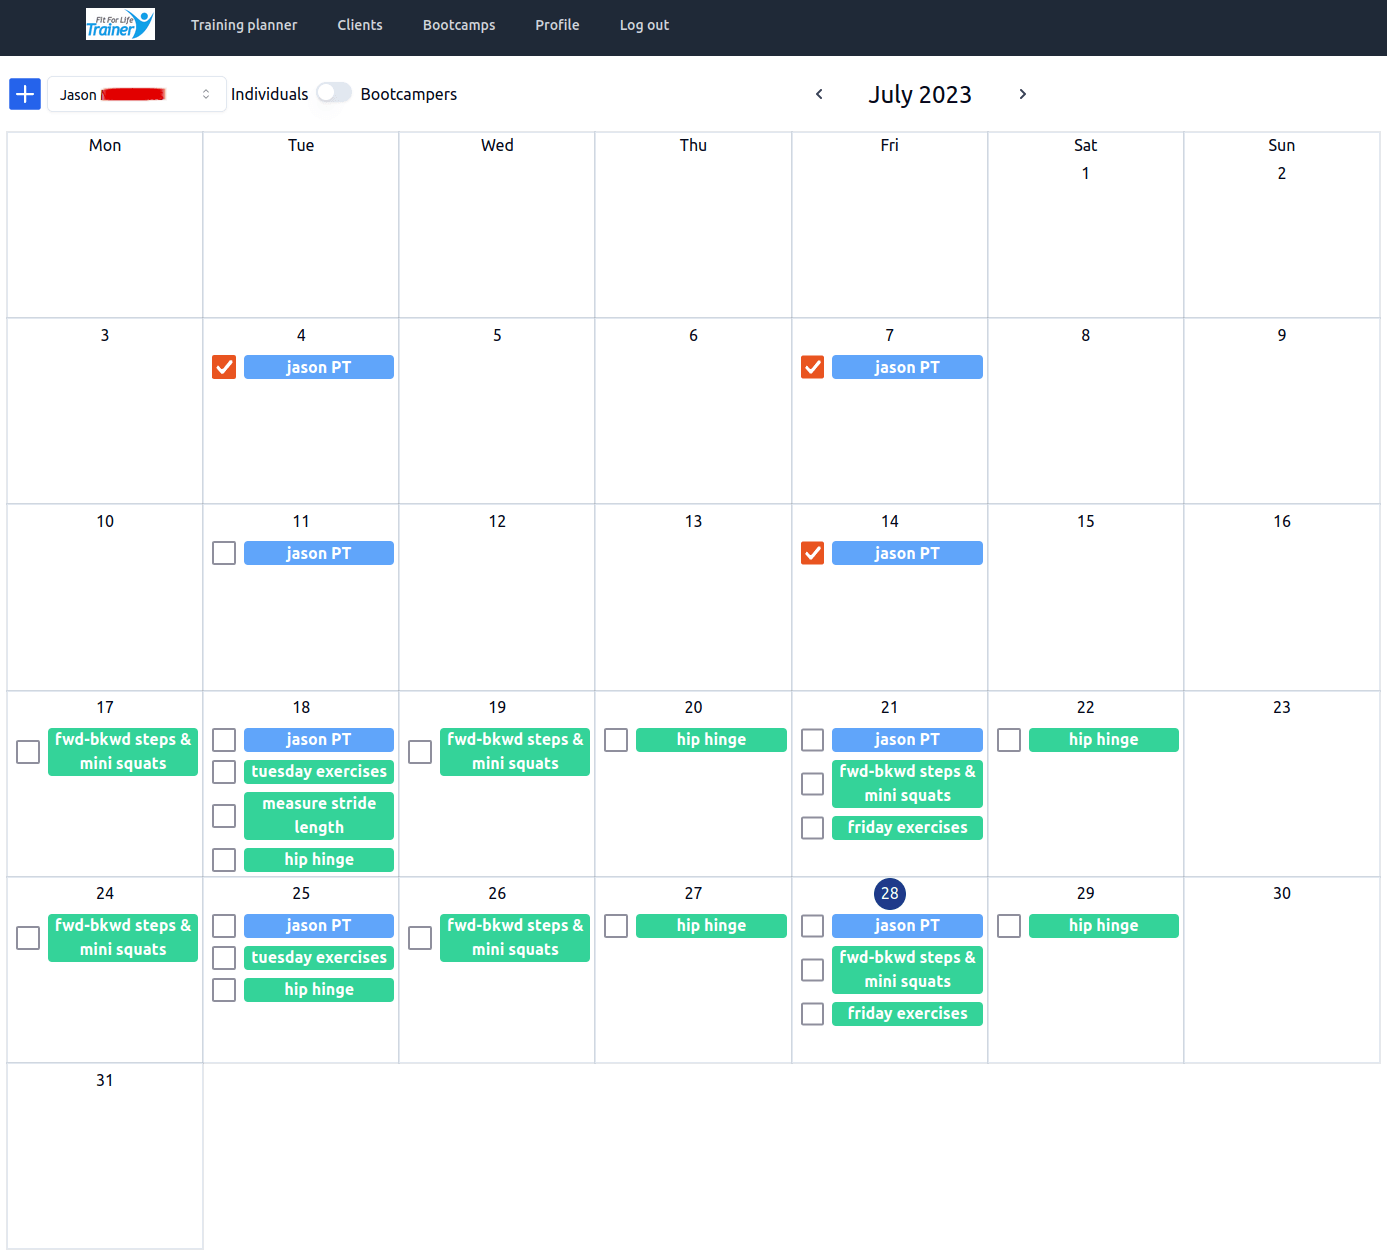 Fit For Life
Trainer
Training planner Clients Bootcamps Profile Log out
Jason
Individuals Bootcampers
July 2023
Mon Tue Wed Thu Fri Sat Sun
1 2
3 4 5 6 7 8 9
jason PT jason PT
10 11 12 13 14 15 16
jason PT jason PT
17 18 19 20 21 22 23
fwd-bkwd steps &
mini squats
jason PT
tuesday exercises
measure stride
length
hip hinge
fwd-bkwd steps &
mini squats
hip hinge
jason PT
fwd-bkwd steps &
mini squats
friday exercises
hip hinge
24 25 26 27 28 29 30
fwd-bkwd steps &
mini squats
jason PT
tuesday exercises
hip hinge
fwd-bkwd steps &
mini squats
hip hinge
jason PT
fwd-bkwd steps &
mini squats
friday exercises
hip hinge
31